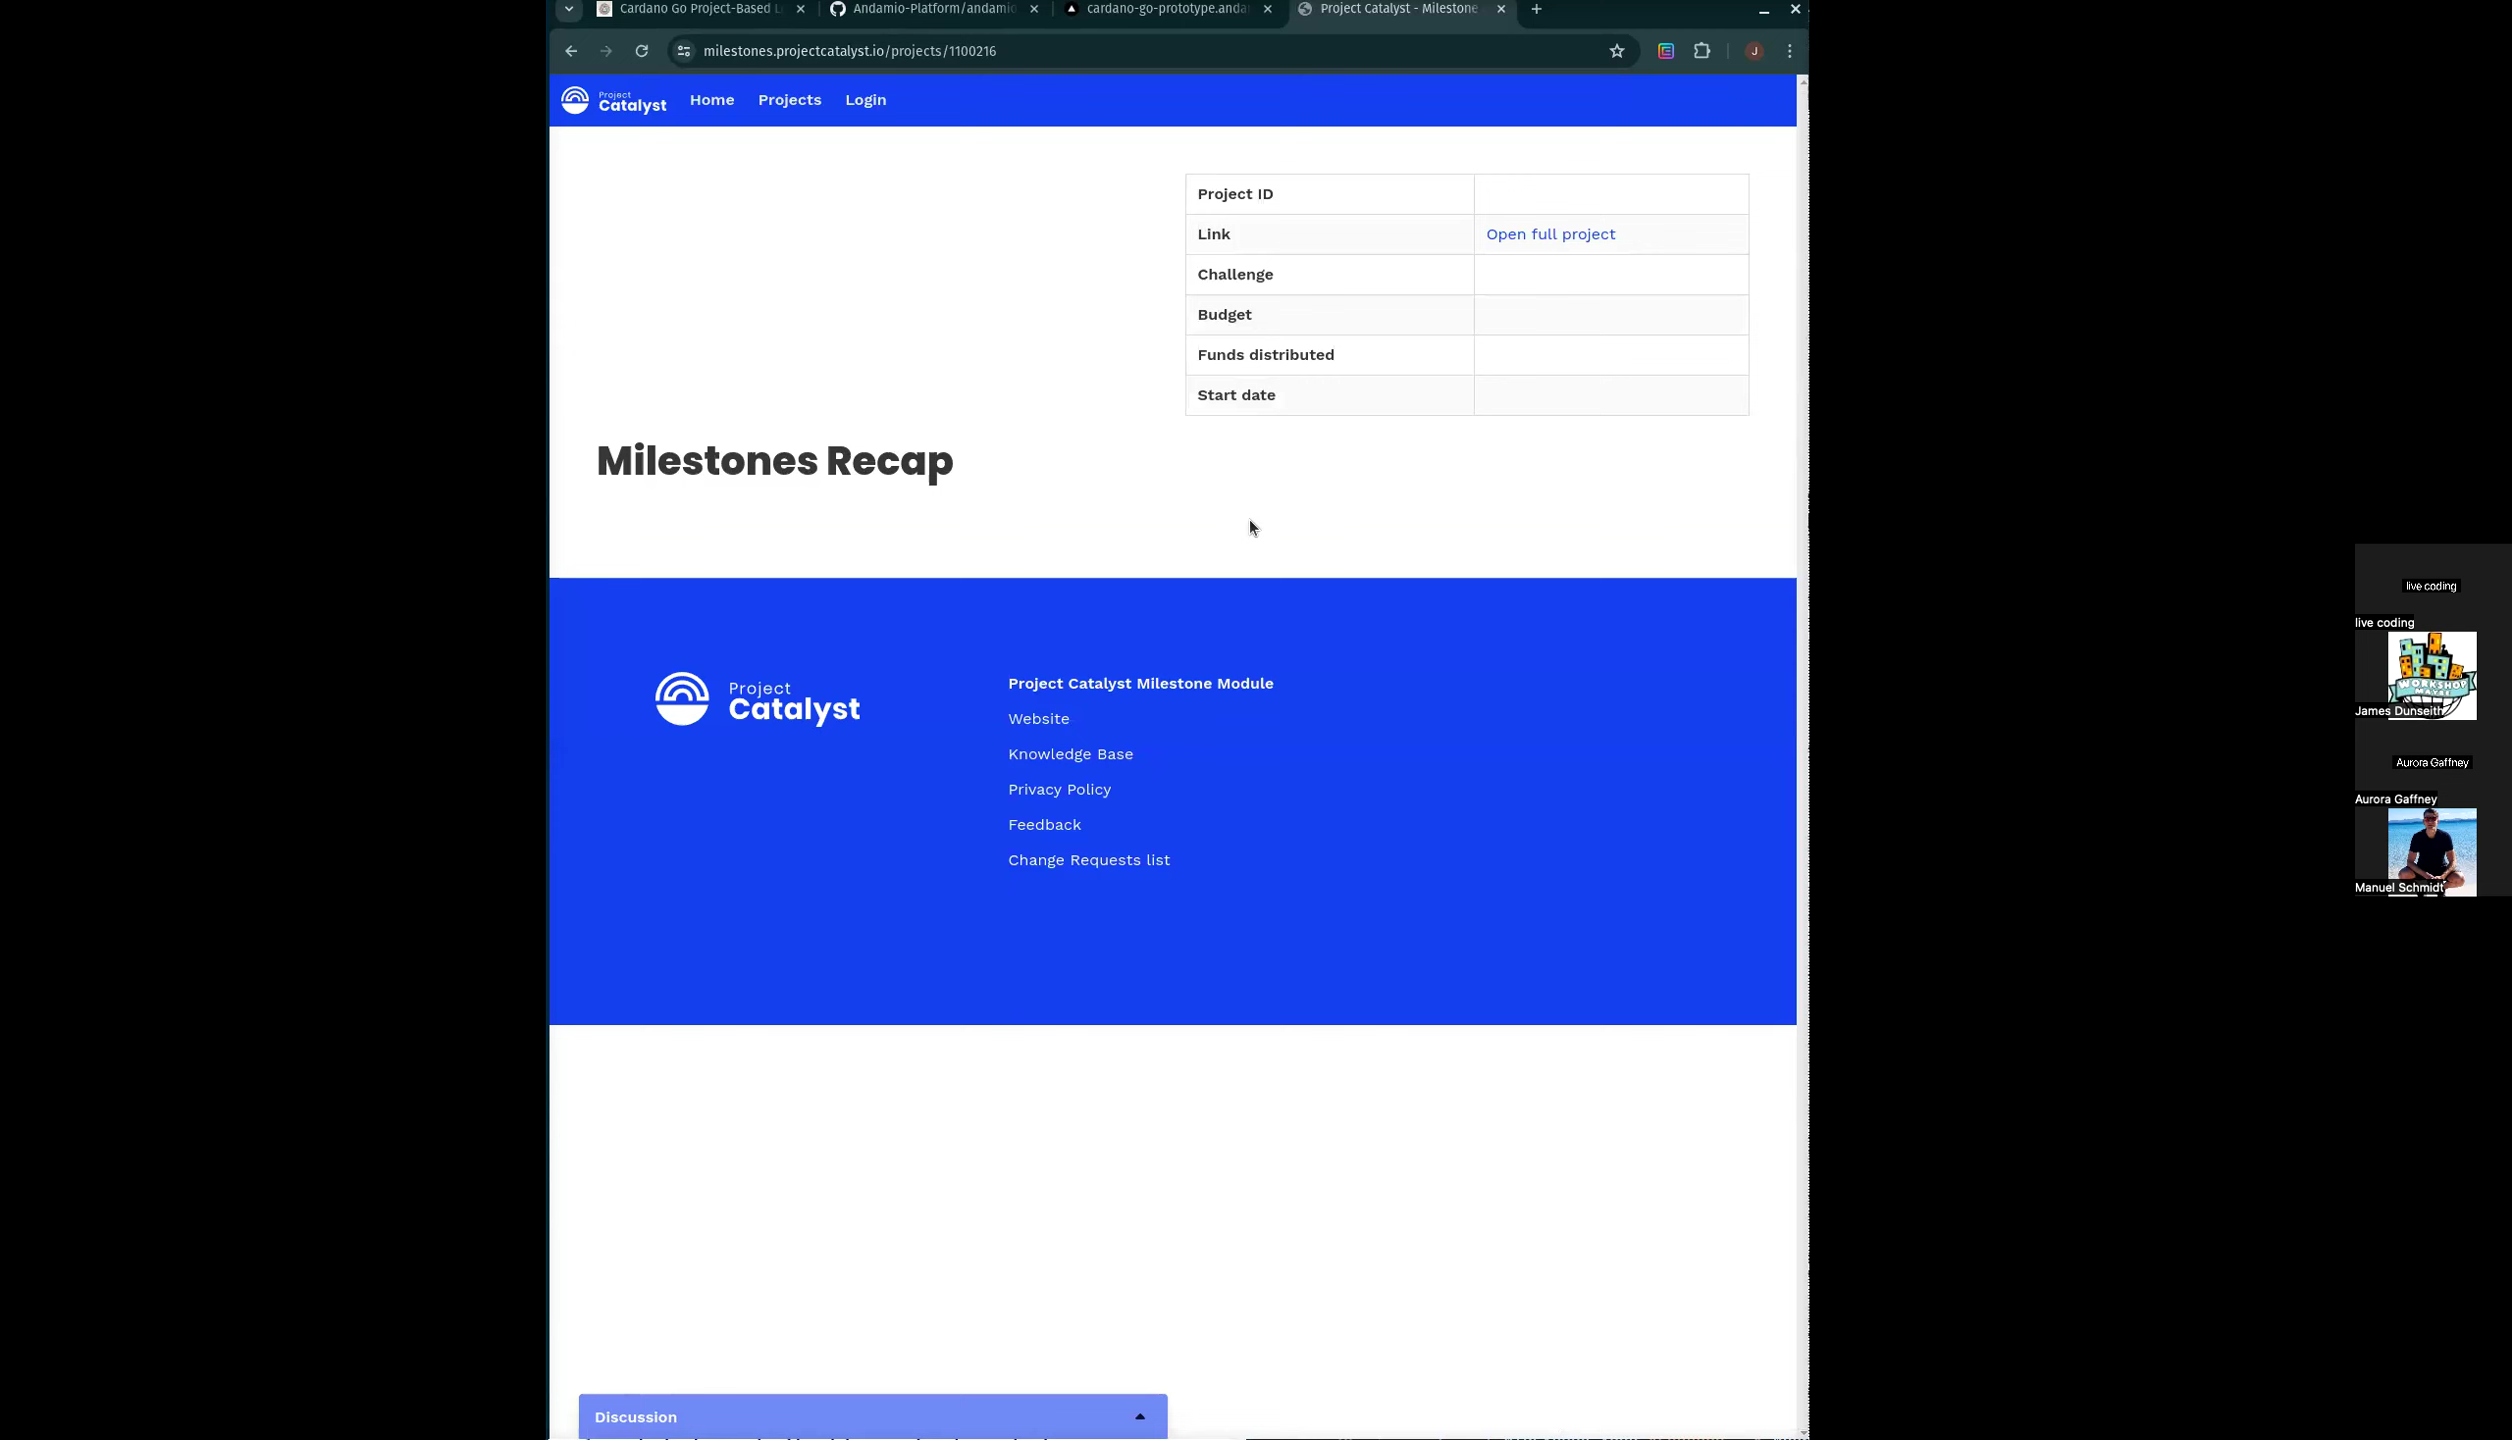 Cardano Go Project-Based L
Andamio-Platform/andamio
cardano-go-prototype.anda
Project Catalyst - Milestone
milestones.projectcatalyst.io/projects/1100216
J
Project
Catalyst
Home
Projects
Login
Project ID
Link
Open full project
Challenge
Budget
Funds distributed
Start date
Milestones Recap
Project
Catalyst
Project Catalyst Milestone Module
Website
Knowledge Base
Privacy Policy
Feedback
Change Requests list
Discussion
live coding
live coding
WORKSHOP
MAYBE
James Dunseith
Aurora Gaffney
Aurora Gaffney
Manuel Schmidt